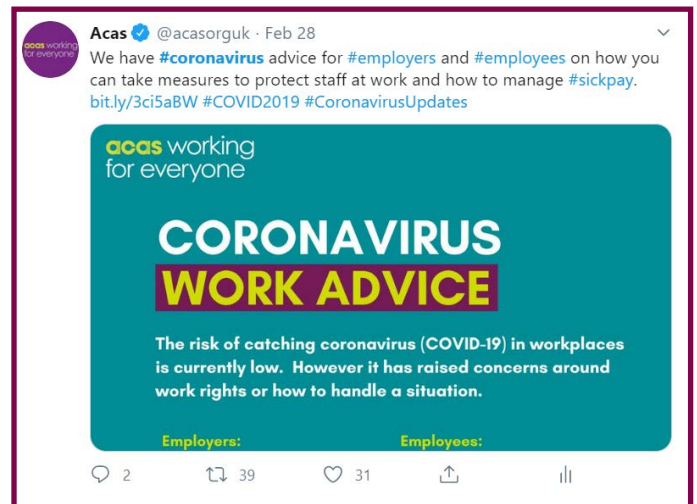 Acas @acasorguk · Feb 28
We have #coronavirus advice for #employers and #employees on how you
can take measures to protect staff at work and how to manage #sickpay.
bit.ly/3ci5aBW #COVID2019 #CoronavirusUpdates
acas working
for everyone
acas working
for everyone
CORONAVIRUS
WORK ADVICE
The risk of catching coronavirus (COVID-19) in workplaces
is currently low. However it has raised concerns around
work rights or how to handle a situation.
Employers: Employees:
2 39 31